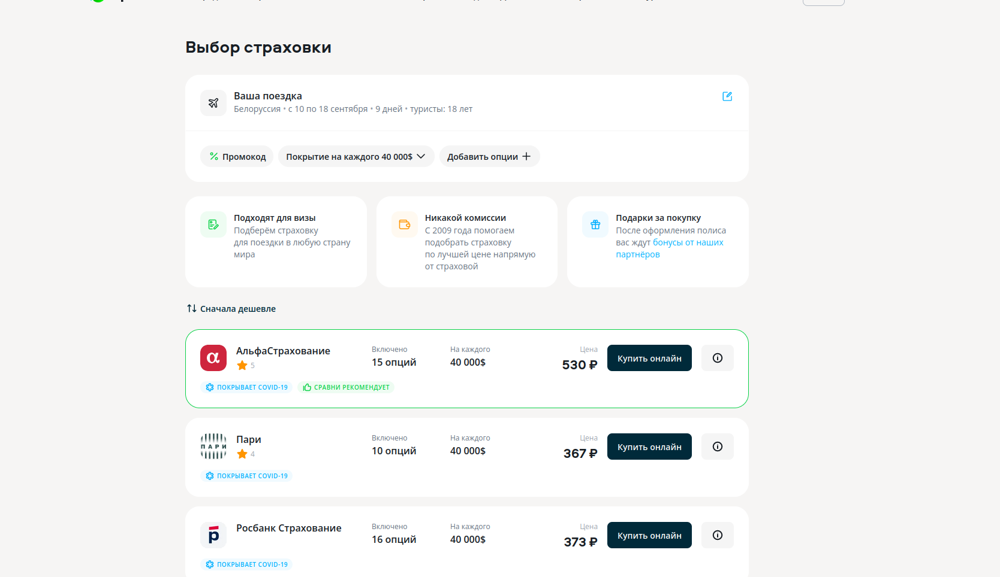 Выбор страховки
Ваша поездка
Белоруссия • с 10 по 18 сентября • 9 дней • туристы: 18 лет
Промокод
Покрытие на каждого 40 000$
Добавить опции
Подходят для визы
Подберём страховку
для поездки в любую страну
мира
Никакой комиссии
С 2009 года помогаем
подобрать страховку
по лучшей цене напрямую
от страховой
Подарки за покупку
После оформления полиса
вас ждут бонусы от наших
партнёров
Сначала дешевле
АльфаСтрахование
5
Включено
15 опций
На каждого
40 000$
Цена
530 ₽
Купить онлайн
ПОКРЫВАЕТ COVID-19
СРАВНИ РЕКОМЕНДУЕТ
ПАРИ
Пари
4
Включено
10 опций
На каждого
40 000$
Цена
367 ₽
Купить онлайн
ПОКРЫВАЕТ COVID-19
Росбанк Страхование
Включено
16 опций
На каждого
40 000$
Цена
373 ₽
Купить онлайн
ПОКРЫВАЕТ COVID-19